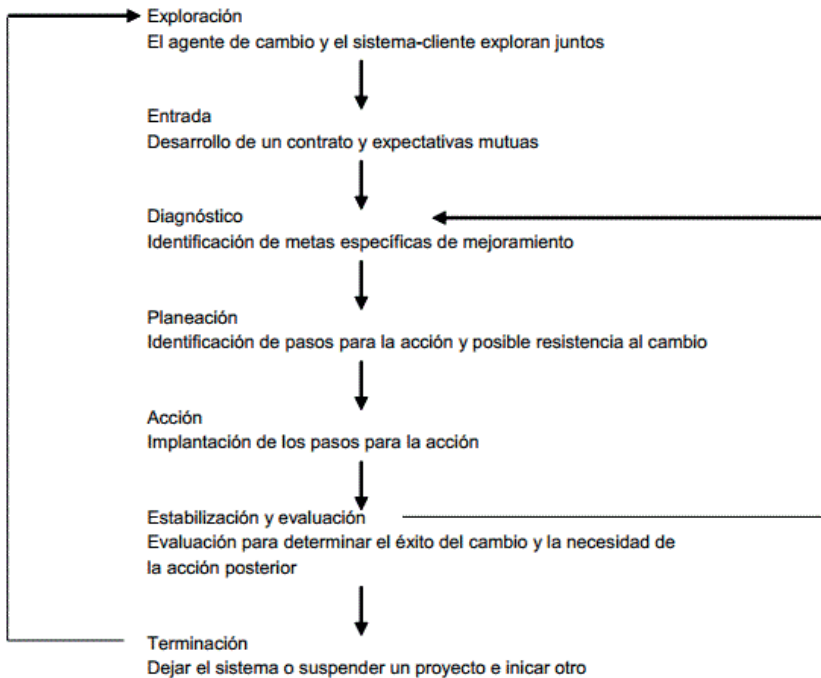 Exploración
El agente de cambio y el sistema-cliente exploran juntos
Entrada
Desarrollo de un contrato y expectativas mutuas
Diagnóstico
Identificación de metas específicas de mejoramiento
Planeación
Identificación de pasos para la acción y posible resistencia al cambio
Acción
Implantación de los pasos para la acción
Estabilización y evaluación
Evaluación para determinar el éxito del cambio y la necesidad de
la acción posterior
Terminación
Dejar el sistema o suspender un proyecto e inicar otro